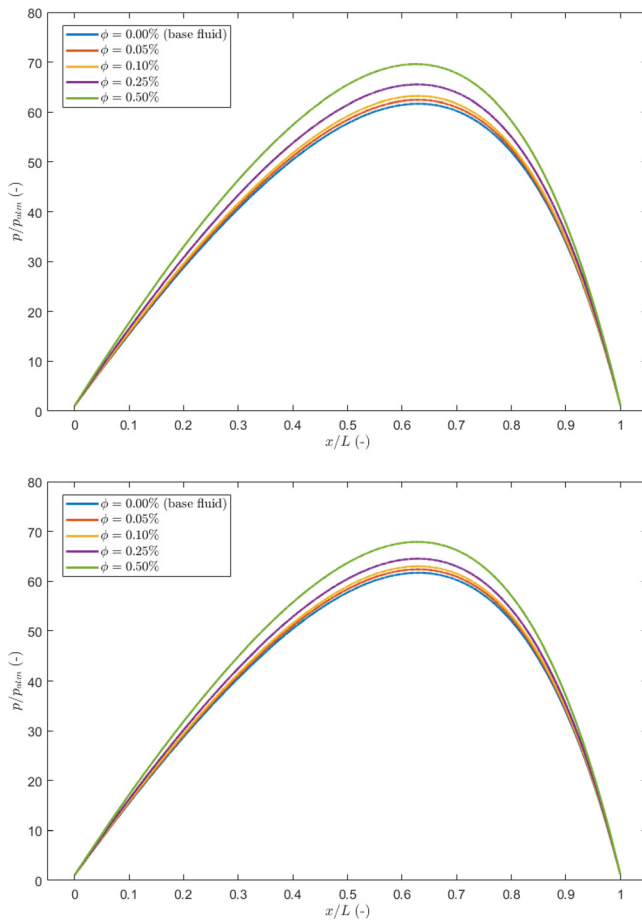 80
70
60
50
40
30
20
10
0
p/p_atm (-)
ϕ = 0.00% (base fluid)
ϕ = 0.05%
ϕ = 0.10%
ϕ = 0.25%
ϕ = 0.50%
0 0.1 0.2 0.3 0.4 0.5 0.6 0.7 0.8 0.9 1
x/L (-)
80
70
60
50
40
30
20
10
0
p/p_atm (-)
ϕ = 0.00% (base fluid)
ϕ = 0.05%
ϕ = 0.10%
ϕ = 0.25%
ϕ = 0.50%
0 0.1 0.2 0.3 0.4 0.5 0.6 0.7 0.8 0.9 1
x/L (-)